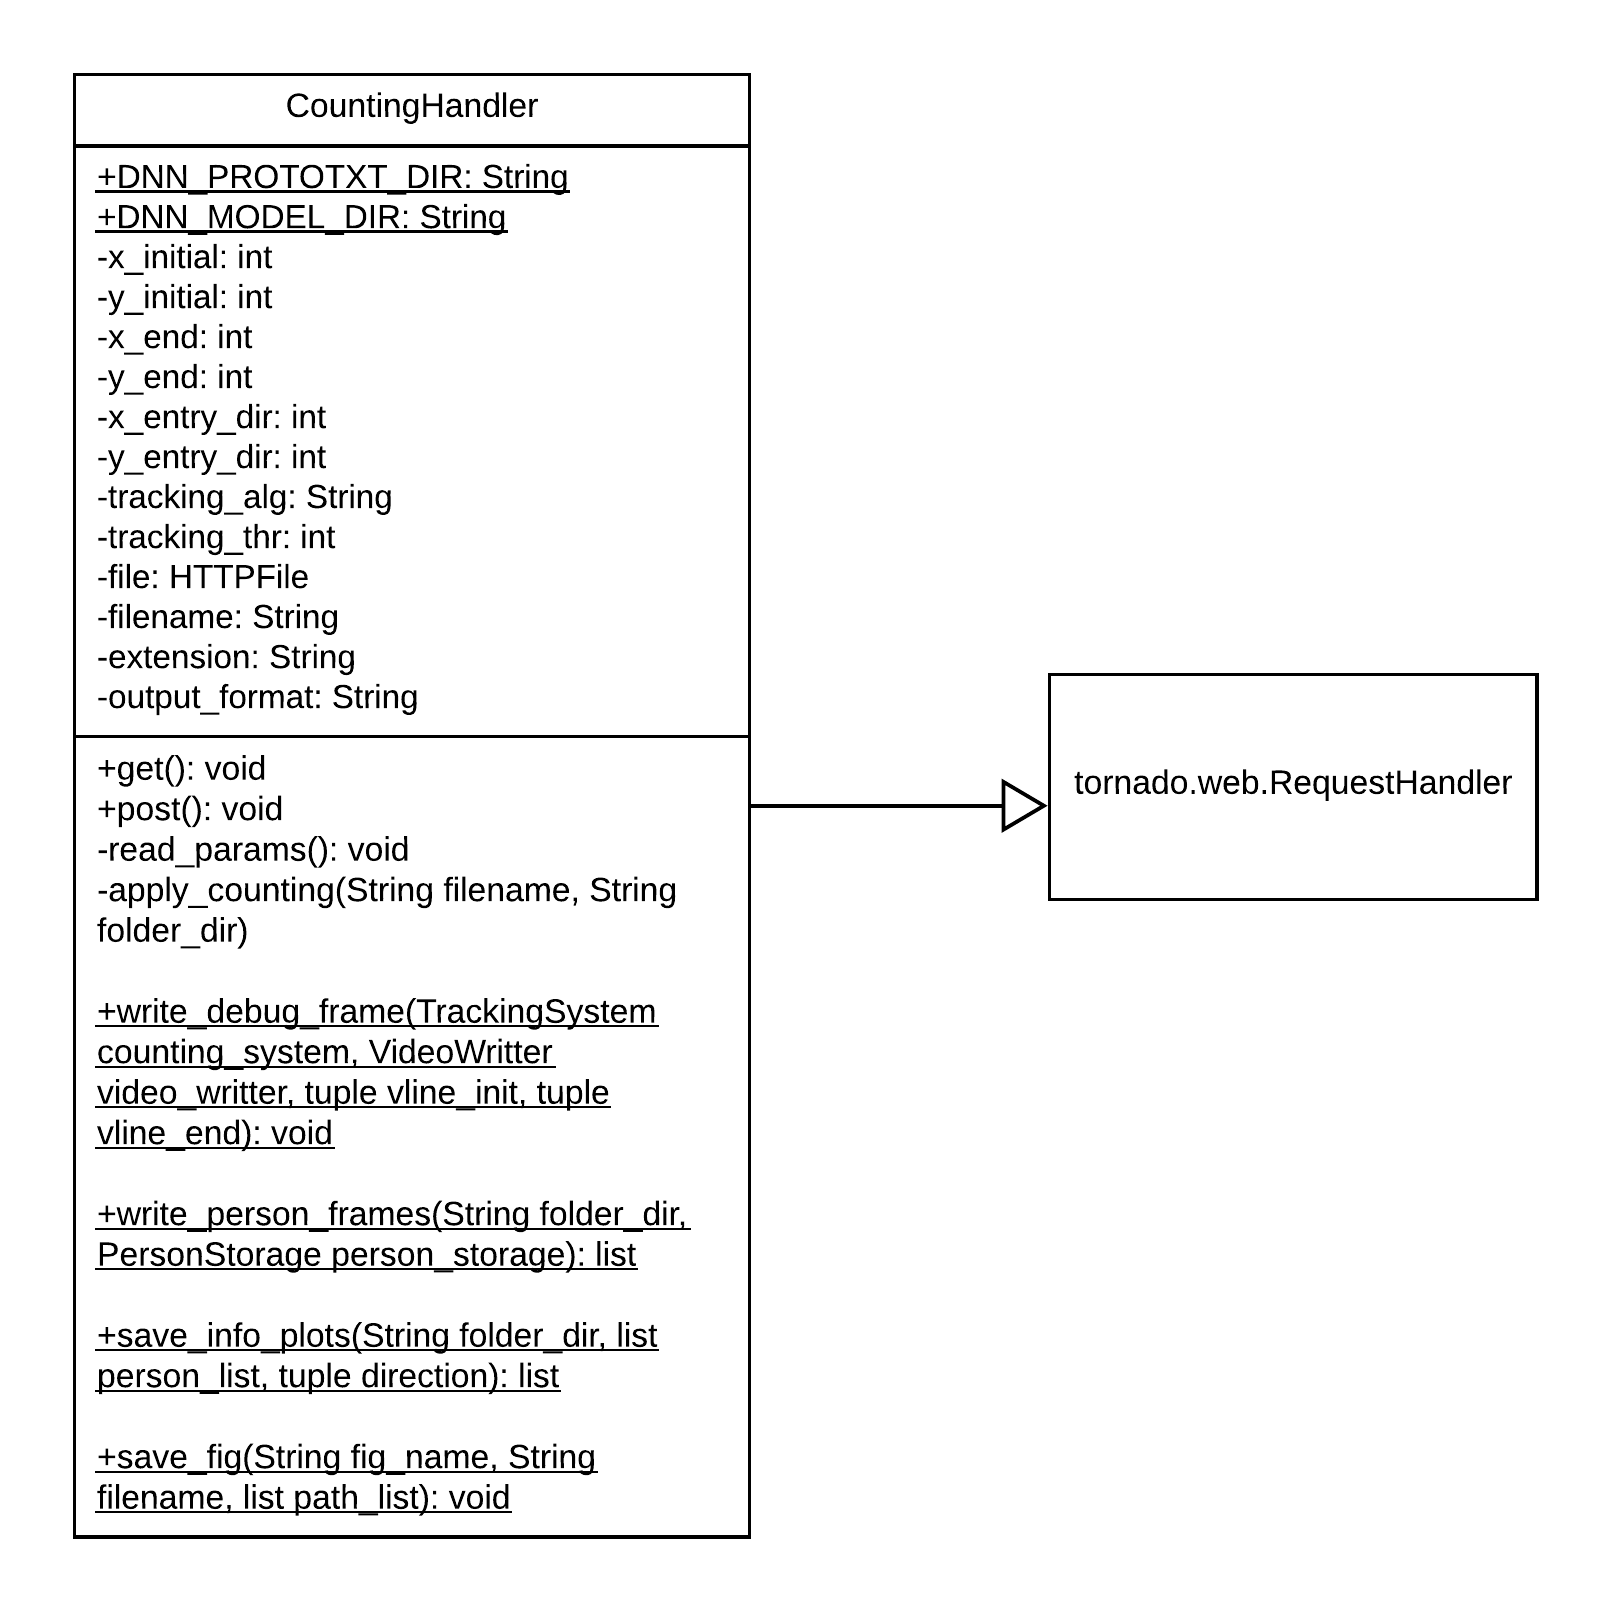 CountingHandler
+DNN_PROTOTXT_DIR: String
+DNN_MODEL_DIR: String
-x_initial: int
-y_initial: int
-x_end: int
-y_end: int
-x_entry_dir: int
-y_entry_dir: int
-tracking_alg: String
-tracking_thr: int
-file: HTTPFile
-filename: String
-extension: String
-output_format: String
+get(): void
+post(): void
-read_params(): void
-apply_counting(String filename, String
folder_dir)
+write_debug_frame(TrackingSystem
counting_system, VideoWritter
video_writter, tuple vline_init, tuple
vline_end): void
+write_person_frames(String folder_dir,
PersonStorage person_storage): list
+save_info_plots(String folder_dir, list
person_list, tuple direction): list
+save_fig(String fig_name, String
filename, list path_list): void
tornado.web.RequestHandler